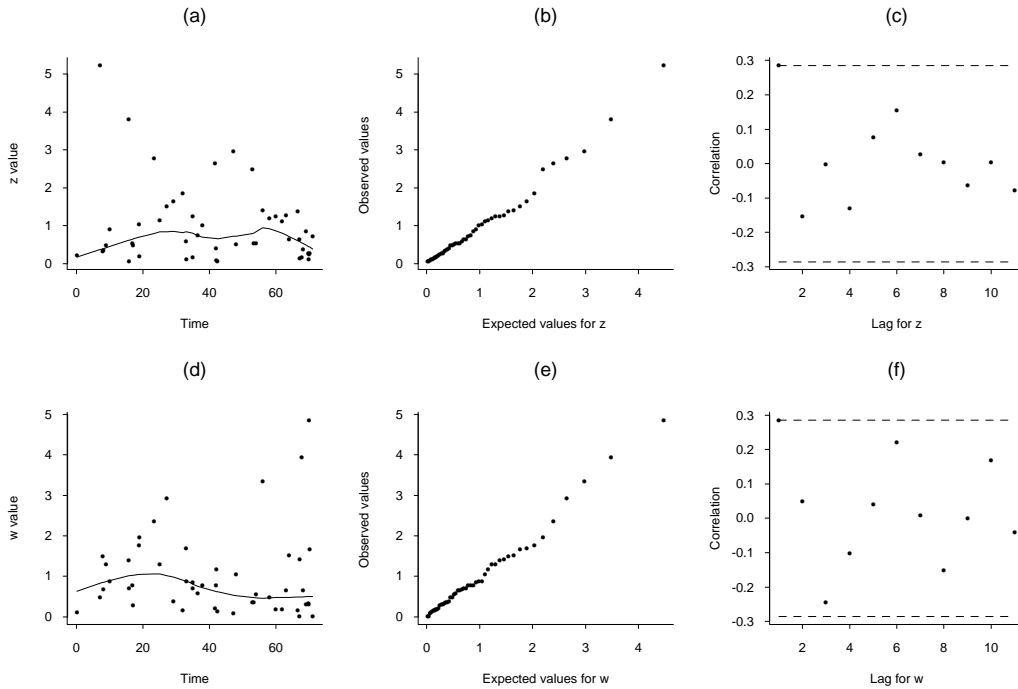 (a)
z value
5
4
3
2
1
0
0 20 40 60
Time
(b)
Observed values
5
4
3
2
1
0
0 1 2 3 4
Expected values for z
(c)
Correlation
0.3
0.2
0.1
0.0
-0.1
-0.2
-0.3
2 4 6 8 10
Lag for z
(d)
w value
5
4
3
2
1
0
0 20 40 60
Time
(e)
Observed values
5
4
3
2
1
0
0 1 2 3 4
Expected values for w
(f)
Correlation
0.3
0.2
0.1
0.0
-0.1
-0.2
-0.3
2 4 6 8 10
Lag for w